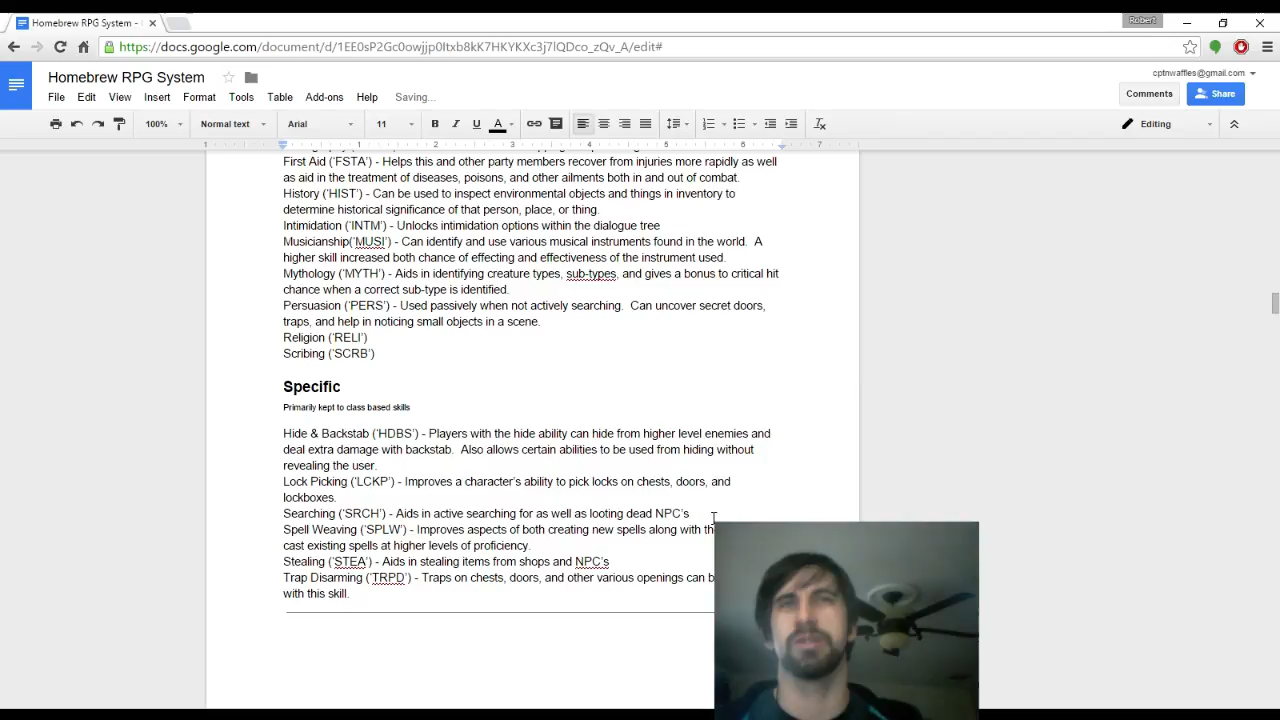 Homebrew RPG System -
Robert
https://docs.google.com/document/d/1EE0sP2Gc0owjjp0Itxb8kK7HKYKXc3j7lQDco_zQv_A/edit#
Homebrew RPG System
cptnwaffles@gmail.com
File Edit View Insert Format Tools Table Add-ons Help Saving...
Comments Share
100% Normal text Arial 11 B I U A Editing
1 1 2 3 4 5 6 7
First Aid ('FSTA') - Helps this and other party members recover from injuries more rapidly as well
as aid in the treatment of diseases, poisons, and other ailments both in and out of combat.
History ('HIST') - Can be used to inspect environmental objects and things in inventory to
determine historical significance of that person, place, or thing.
Intimidation ('INTM') - Unlocks intimidation options within the dialogue tree
Musicianship('MUSI') - Can identify and use various musical instruments found in the world. A
higher skill increased both chance of effecting and effectiveness of the instrument used.
Mythology ('MYTH') - Aids in identifying creature types, sub-types, and gives a bonus to critical hit
chance when a correct sub-type is identified.
Persuasion ('PERS') - Used passively when not actively searching. Can uncover secret doors,
traps, and help in noticing small objects in a scene.
Religion ('RELI')
Scribing ('SCRB')
Specific
Primarily kept to class based skills
Hide & Backstab ('HDBS') - Players with the hide ability can hide from higher level enemies and
deal extra damage with backstab. Also allows certain abilities to be used from hiding without
revealing the user.
Lock Picking ('LCKP') - Improves a character's ability to pick locks on chests, doors, and
lockboxes.
Searching ('SRCH') - Aids in active searching for as well as looting dead NPC's
Spell Weaving ('SPLW') - Improves aspects of both creating new spells along with th
cast existing spells at higher levels of proficiency.
Stealing ('STEA') - Aids in stealing items from shops and NPC's
Trap Disarming ('TRPD') - Traps on chests, doors, and other various openings can b
with this skill.